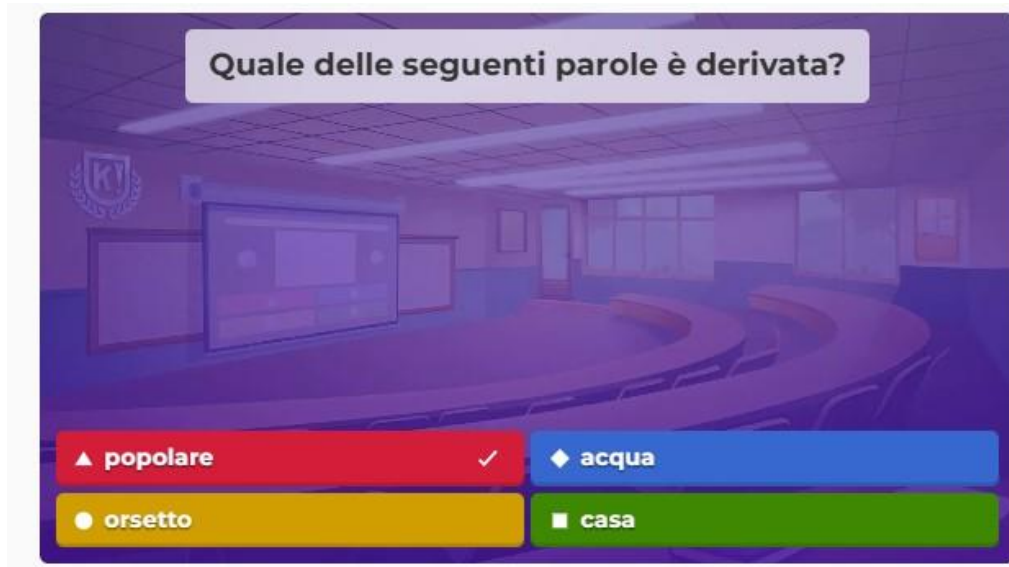 Quale delle seguenti parole è derivata?
K!
popolare
acqua
orsetto
casa